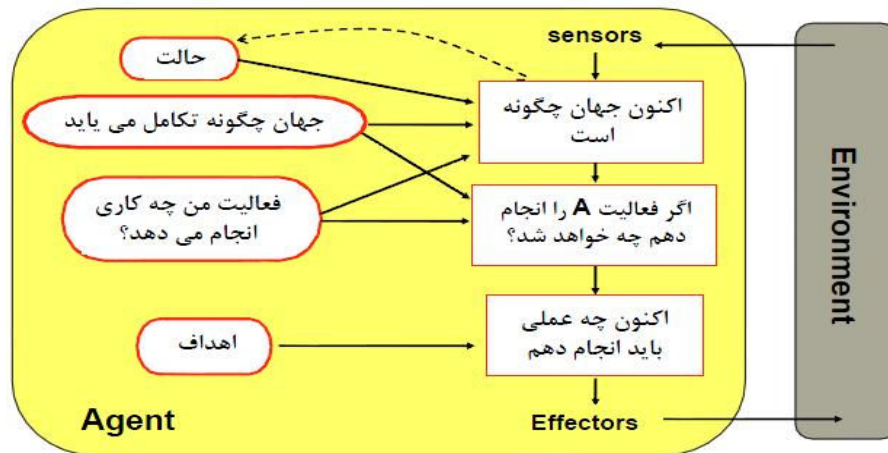 sensors
حالت
اکنون جهان چگونه
است
جهان چگونه تکامل می یابد
فعالیت من چه کاری
انجام می دهد؟
اگر فعالیت A را انجام
دهم چه خواهد شد؟
اکنون چه عملی
باید انجام دهم
اهداف
Agent
Effectors
Environment